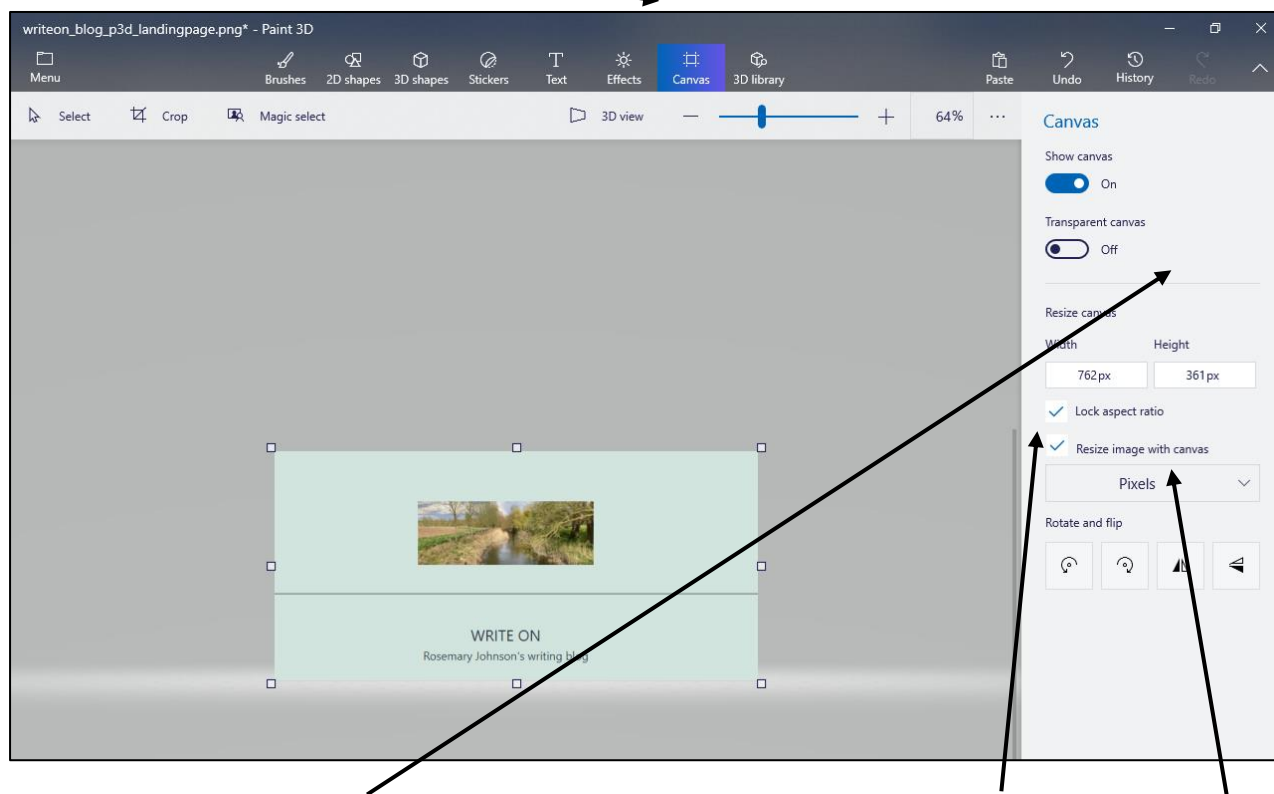 writeon_blog_p3d_landingpage.png* - Paint 3D
Menu Brushes 2D shapes 3D shapes Stickers Text Effects Canvas 3D library Paste Undo History Redo
Select Crop Magic select 3D view 64%
Canvas
Show canvas
On
Transparent canvas
Off
Resize canvas
Width Height
762px 361px
Lock aspect ratio
Resize image with canvas
Pixels
Rotate and flip
WRITE ON
Rosemary Johnson's writing blog